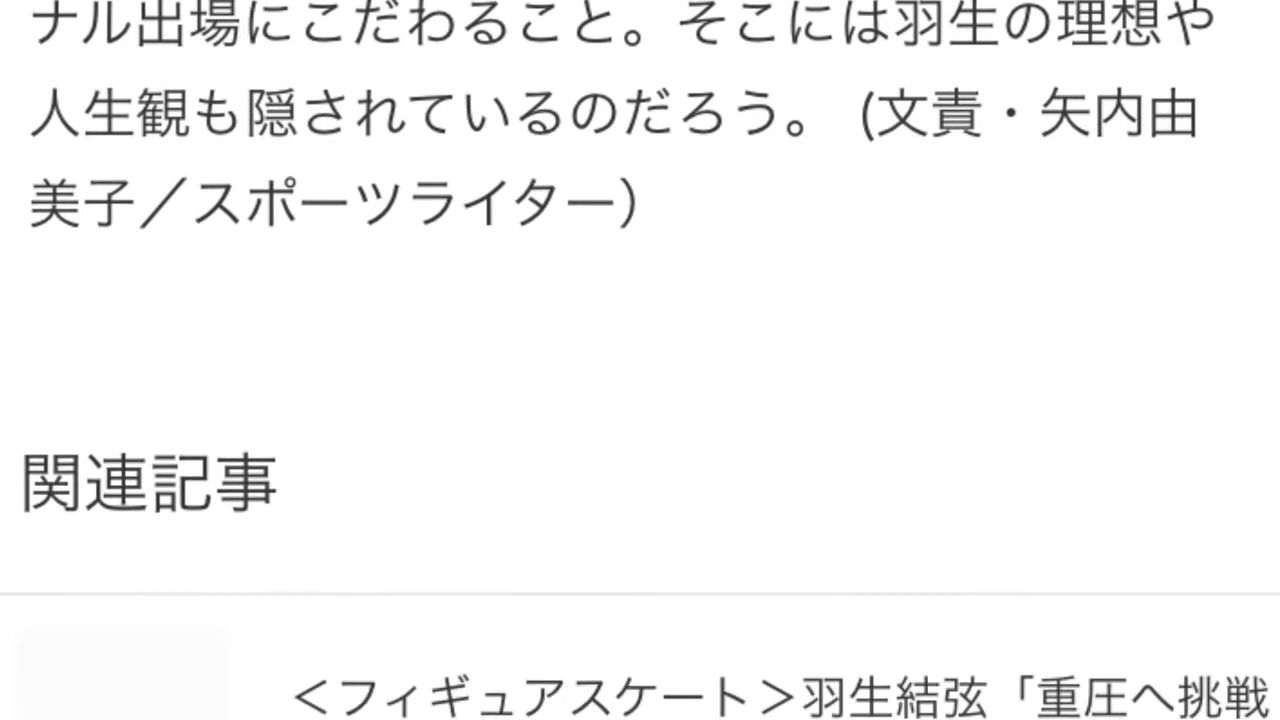 ナル出場にこだわること。そこには羽生の理想や
人生観も隠されているのだろう。 (文責・矢内由
美子／スポーツライター）
関連記事
＜フィギュアスケート＞羽生結弦「重圧へ挑戦